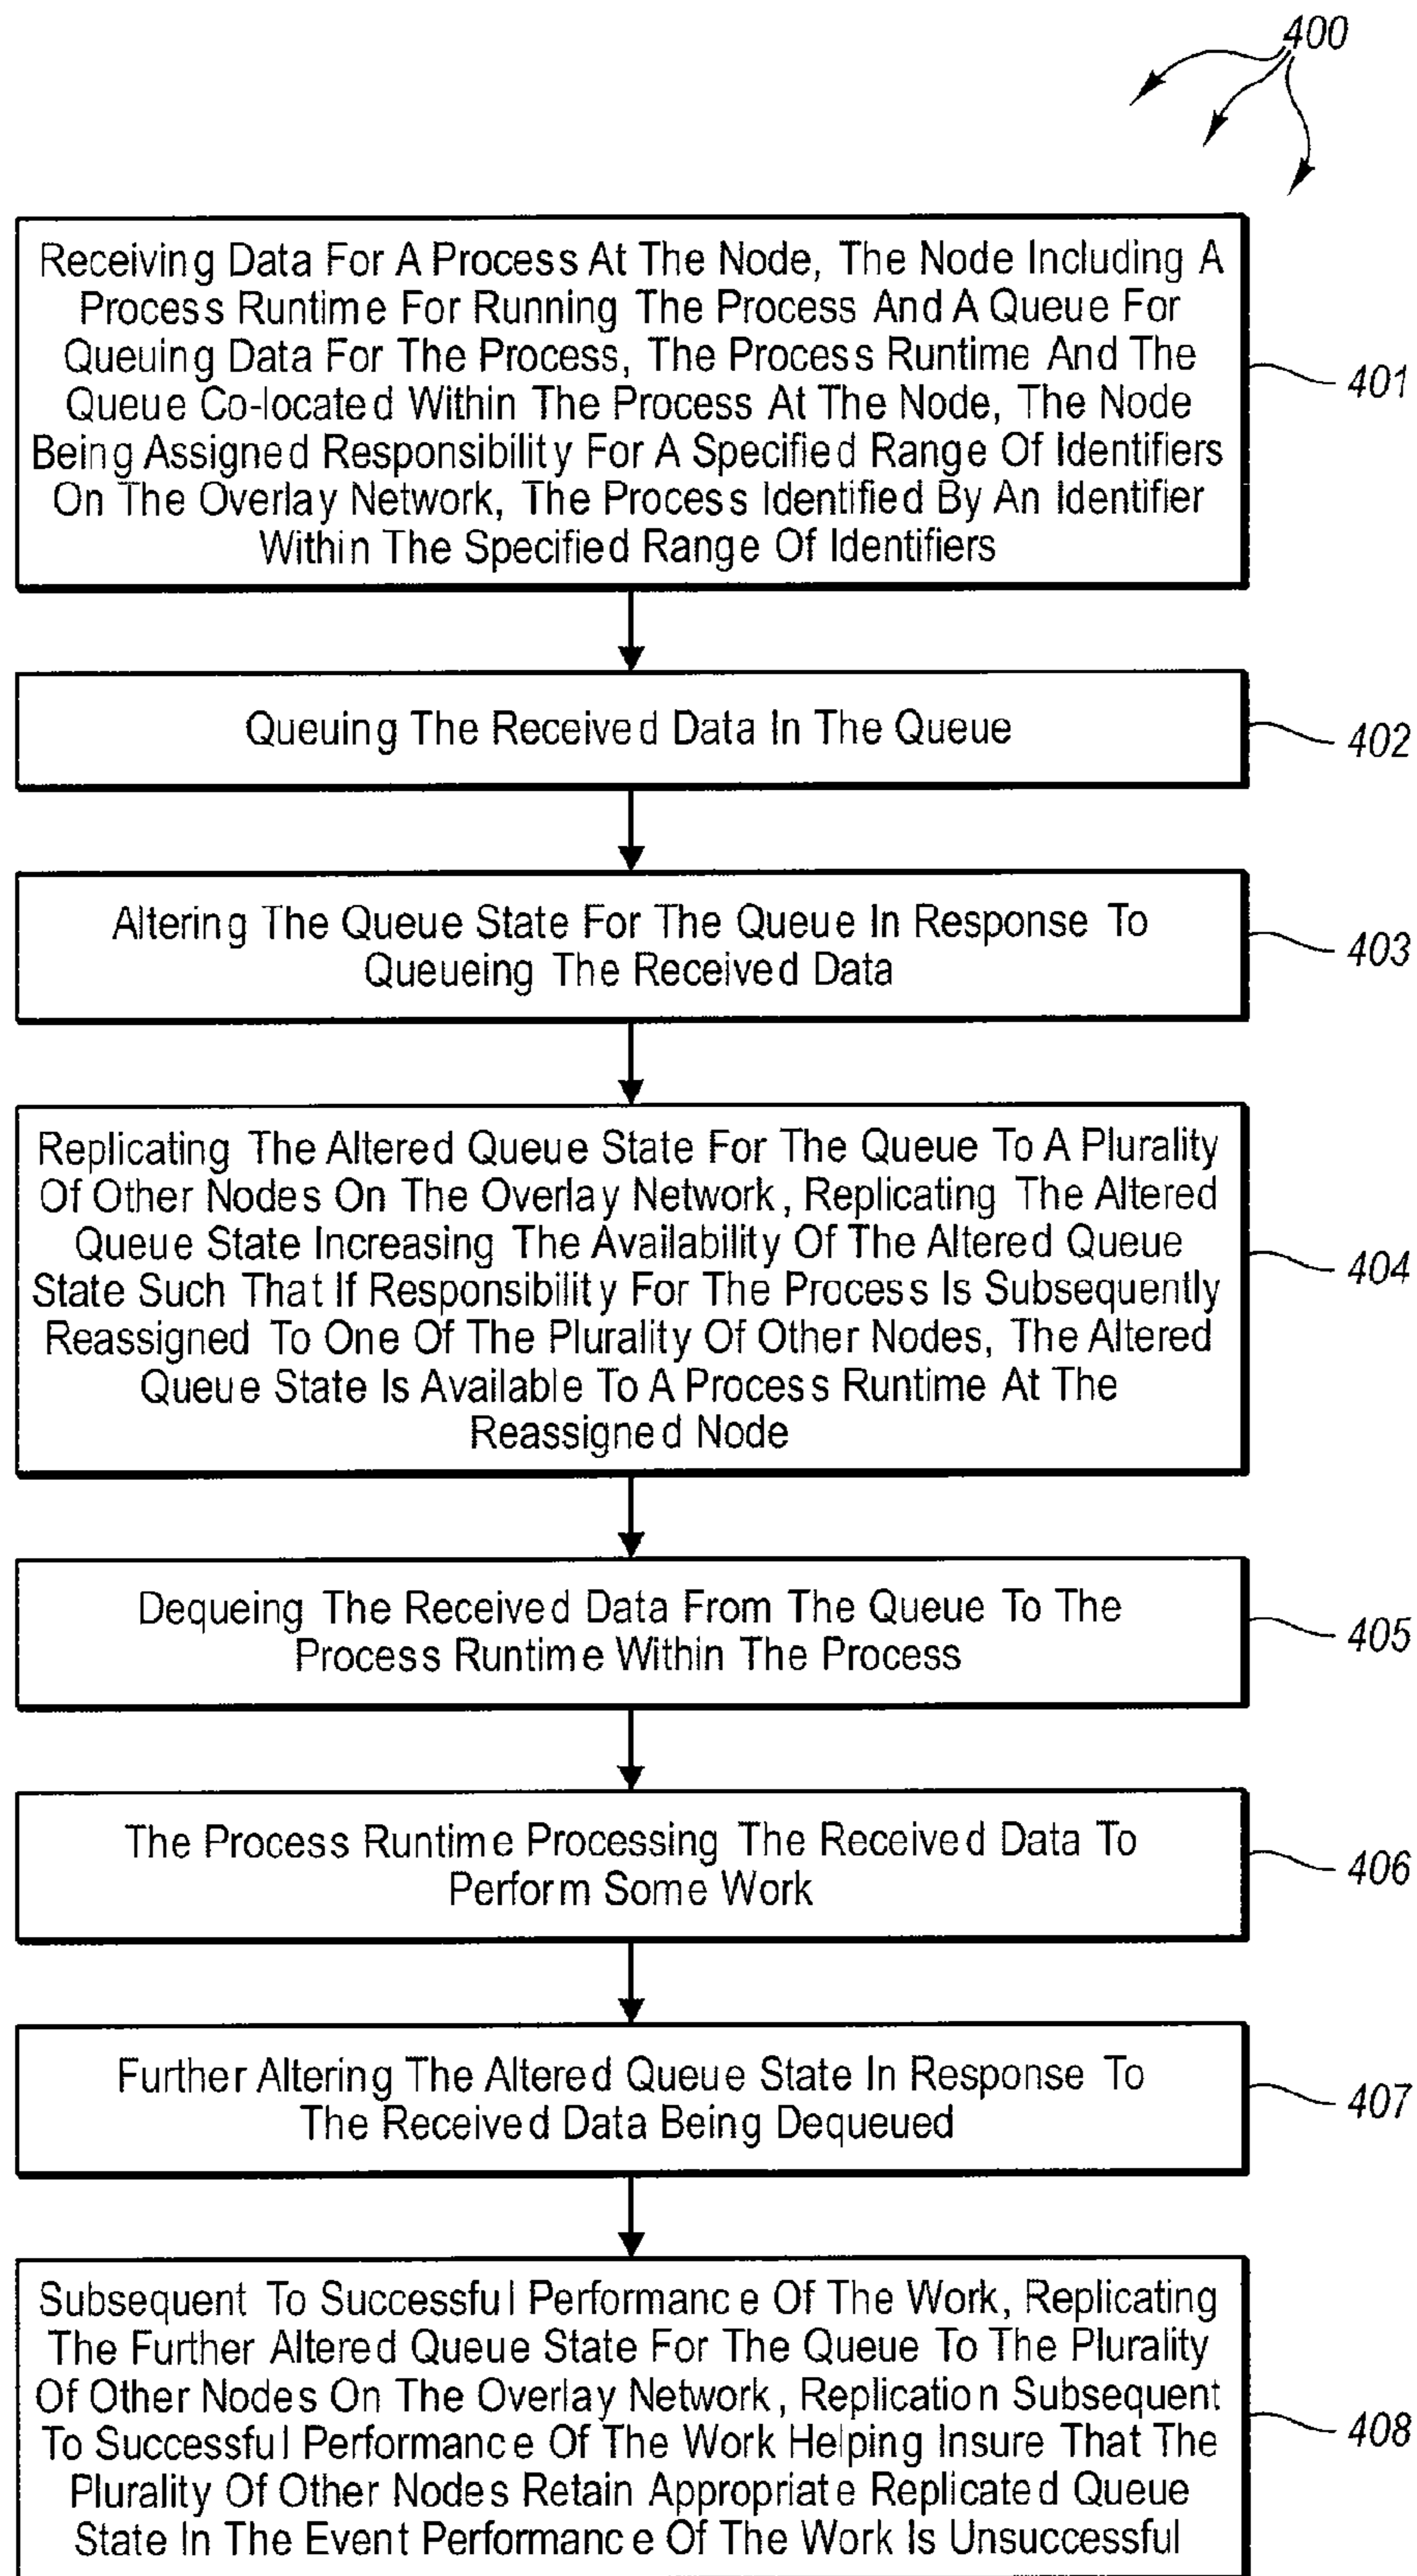 400
Receiving Data For A Process At The Node, The Node Including A
Process Runtime For Running The Process And A Queue For
Queuing Data For The Process, The Process Runtime And The
Queue Co-located Within The Process At The Node, The Node
Being Assigned Responsibility For A Specified Range Of Identifiers
On The Overlay Network, The Process Identified By An Identifier
Within The Specified Range Of Identifiers
401
Queuing The Received Data In The Queue
402
Altering The Queue State For The Queue In Response To
Queueing The Received Data
403
Replicating The Altered Queue State For The Queue To A Plurality
Of Other Nodes On The Overlay Network, Replicating The Altered
Queue State Increasing The Availability Of The Altered Queue
State Such That If Responsibility For The Process Is Subsequently
Reassigned To One Of The Plurality Of Other Nodes, The Altered
Queue State Is Available To A Process Runtime At The
Reassigned Node
404
Dequeing The Received Data From The Queue To The
Process Runtime Within The Process
405
The Process Runtime Processing The Received Data To
Perform Some Work
406
Further Altering The Altered Queue State In Response To
The Received Data Being Dequeued
407
Subsequent To Successful Performance Of The Work, Replicating
The Further Altered Queue State For The Queue To The Plurality
Of Other Nodes On The Overlay Network, Replication Subsequent
To Successful Performance Of The Work Helping Insure That The
Plurality Of Other Nodes Retain Appropriate Replicated Queue
State In The Event Performance Of The Work Is Unsuccessful
408